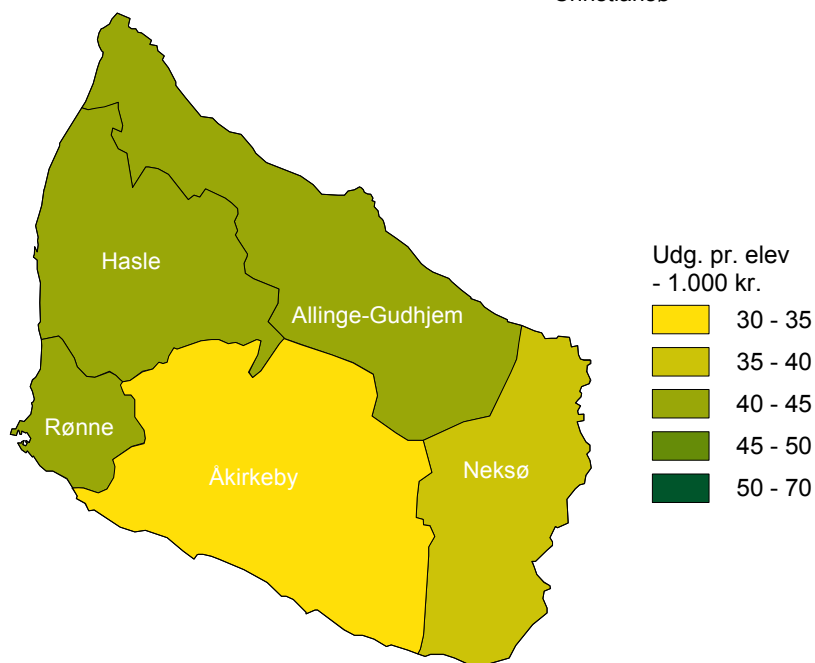 Hasle
Allinge-Gudhjem
Rønne
Åkirkeby
Neksø
Udg. pr. elev
- 1.000 kr.
30 - 35
35 - 40
40 - 45
45 - 50
50 - 70